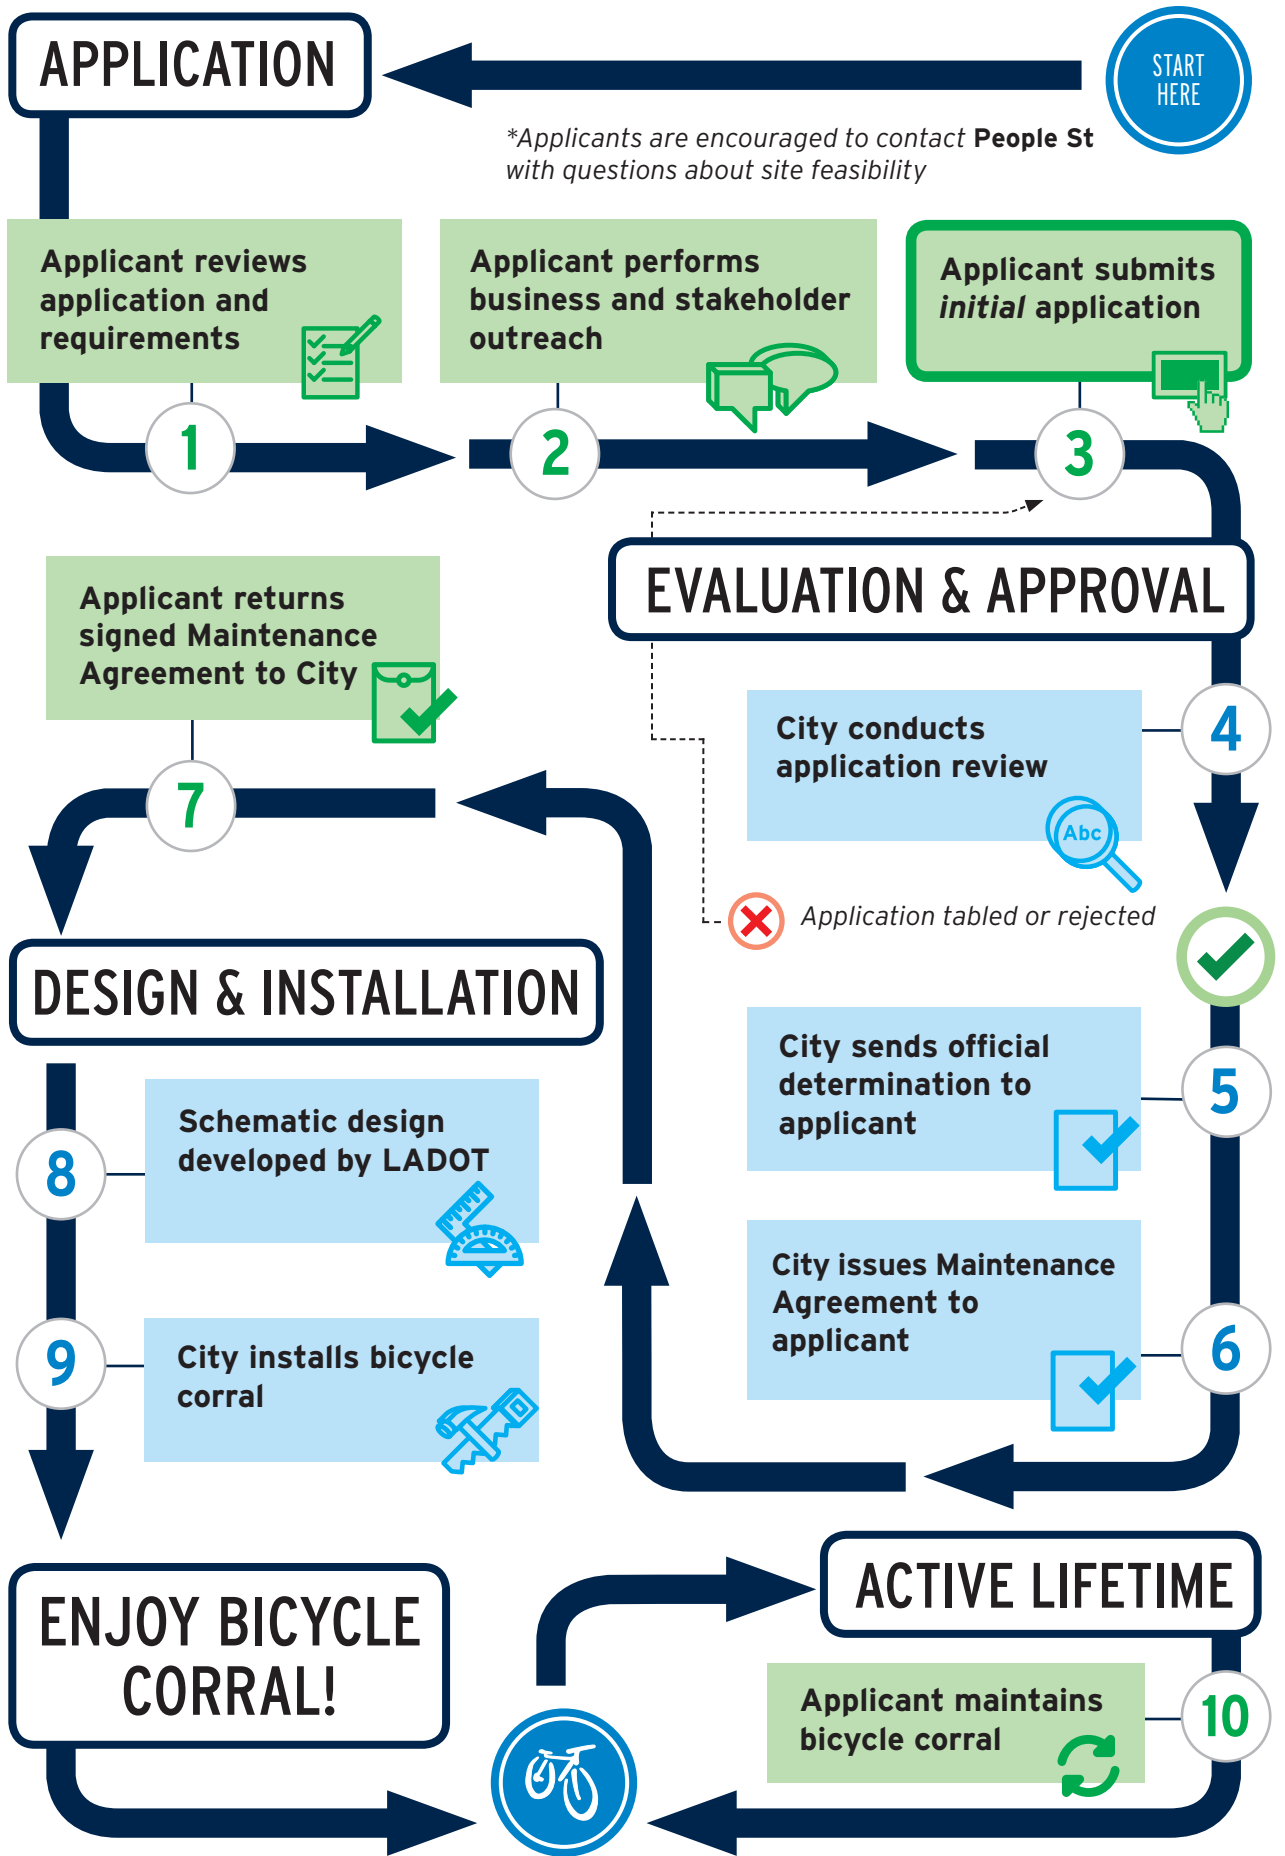 APPLICATION
START
HERE
*Applicants are encouraged to contact People St
with questions about site feasibility
Applicant reviews
application and
requirements
Applicant performs
business and stakeholder
outreach
Applicant submits
initial application
1
2
3
EVALUATION & APPROVAL
Applicant returns
signed Maintenance
Agreement to City
7
City conducts
application review
Abc
4
Application tabled or rejected
DESIGN & INSTALLATION
City sends official
determination to
applicant
5
Schematic design
developed by LADOT
8
City issues Maintenance
Agreement to
applicant
6
City installs bicycle
corral
9
ENJOY BICYCLE
CORRAL!
ACTIVE LIFETIME
Applicant maintains
bicycle corral
10